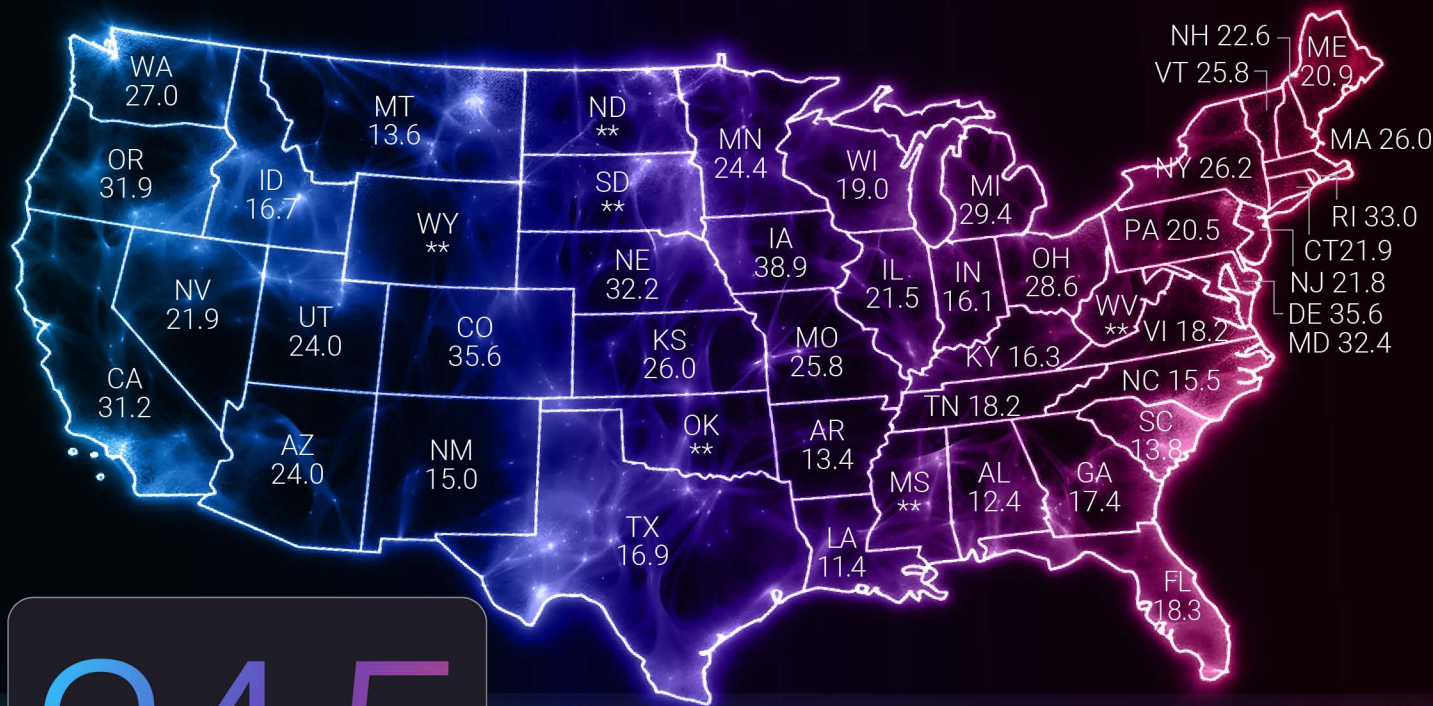 NH 22.6
ME
20.9
VT 25.8
WA
27.0
MT
13.6
ND
**
MN
24.4
MA 26.0
OR
31.9
ID
16.7
SD
**
WI
19.0
MI
29.4
NY 26.2
WY
**
RI 33.0
PA 20.5
CT21.9
NE
32.2
IA
38.9
IL
21.5
IN
16.1
OH
28.6
NJ 21.8
NV
21.9
DE 35.6
WV
**
VI 18.2
MD 32.4
UT
24.0
CO
35.6
KS
26.0
MO
25.8
KY 16.3
CA
31.2
NC 15.5
TN 18.2
AZ
24.0
NM
15.0
OK
**
AR
13.4
SC
13.8
MS
**
AL
12.4
GA
17.4
TX
16.9
LA
11.4
FL
18.3